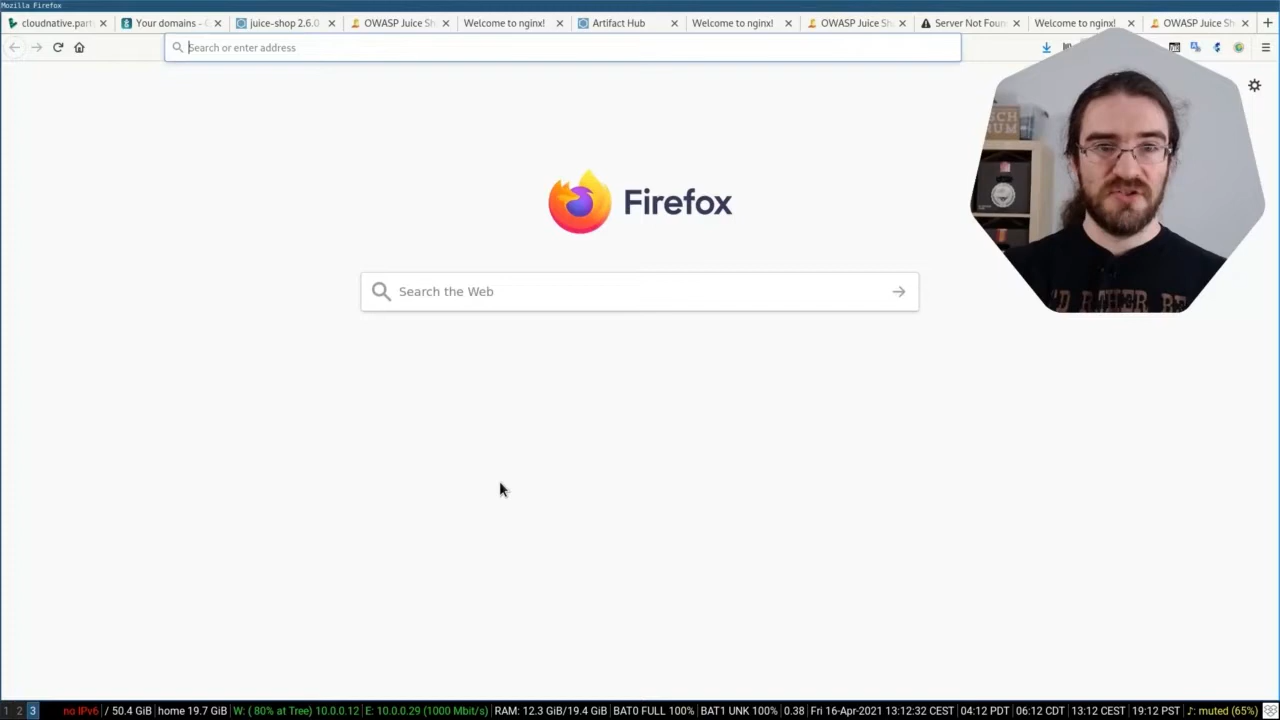 Mozilla Firefox
cloudnative.part
Your domains - G
juice-shop 2.6.0
OWASP Juice Sh
Welcome to nginx!
Artifact Hub
Welcome to nginx!
OWASP Juice Sh
Server Not Foun
Welcome to nginx!
OWASP Juice Sh
Search or enter address
Firefox
Search the Web
I'D RATHER BE
1 2 3 no IPv6 / 50.4 GiB home 19.7 GiB W: ( 80% at Tree) 10.0.0.12 E: 10.0.0.29 (1000 Mbit/s) RAM: 12.3 GiB/19.4 GiB BAT0 FULL 100% BAT1 UNK 100% 0.38 Fri 16-Apr-2021 13:12:32 CEST 04:12 PDT 06:12 CDT 13:12 CEST 19:12 PST ♪: muted (65%)